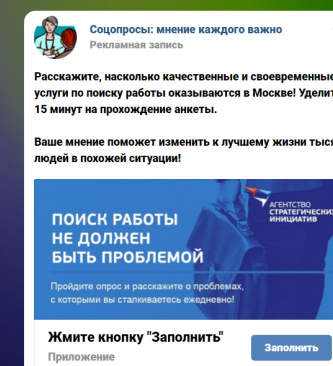 Соцопросы: мнение каждого важно
Рекламная запись
Расскажите, насколько качественные и своевременные
услуги по поиску работы оказываются в Москве!
15 минут на прохождение анкеты.
Ваше мнение поможет изменить к лучшему жизни
людей в похожей ситуации!
АГЕНТСТВО
СТРАТЕГИЧЕСКИХ
ИНИЦИАТИВ
ПОИСК РАБОТЫ
НЕ ДОЛЖЕН
БЫТЬ ПРОБЛЕМОЙ
Пройдите опрос и расскажите о проблемах,
с которыми вы сталкиваетесь ежедневно!
Жмите кнопку "Заполнить"
Приложение
Заполнить